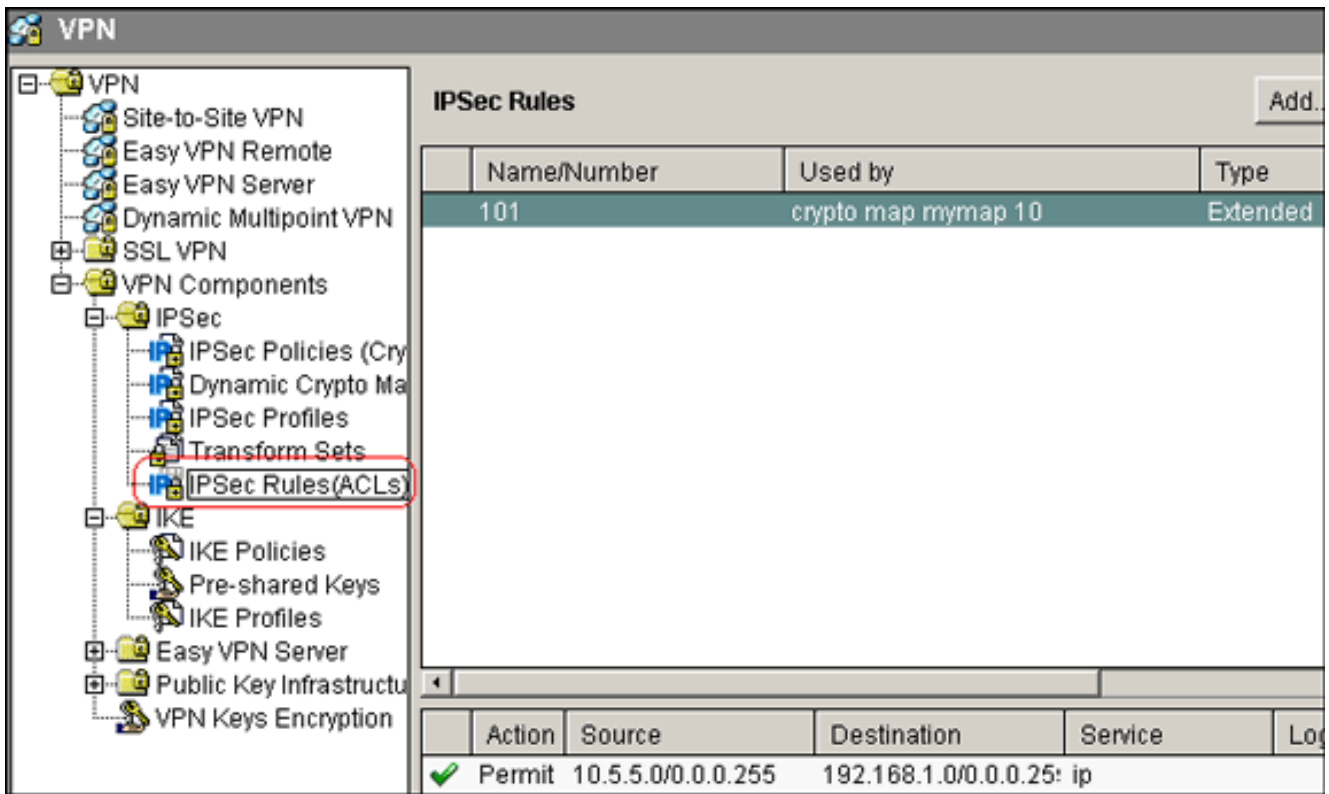 VPN
VPN
Site-to-Site VPN
Easy VPN Remote
Easy VPN Server
Dynamic Multipoint VPN
SSL VPN
VPN Components
IPSec
IPSec Policies (Cry
Dynamic Crypto Ma
IPSec Profiles
Transform Sets
IPSec Rules(ACLs)
IKE
IKE Policies
Pre-shared Keys
IKE Profiles
Easy VPN Server
Public Key Infrastructu
VPN Keys Encryption
IPSec Rules
Add..
Name/Number Used by Type
101 crypto map mymap 10 Extended
Action Source Destination Service Log
Permit 10.5.5.0/0.0.0.255 192.168.1.0/0.0.0.25 ip